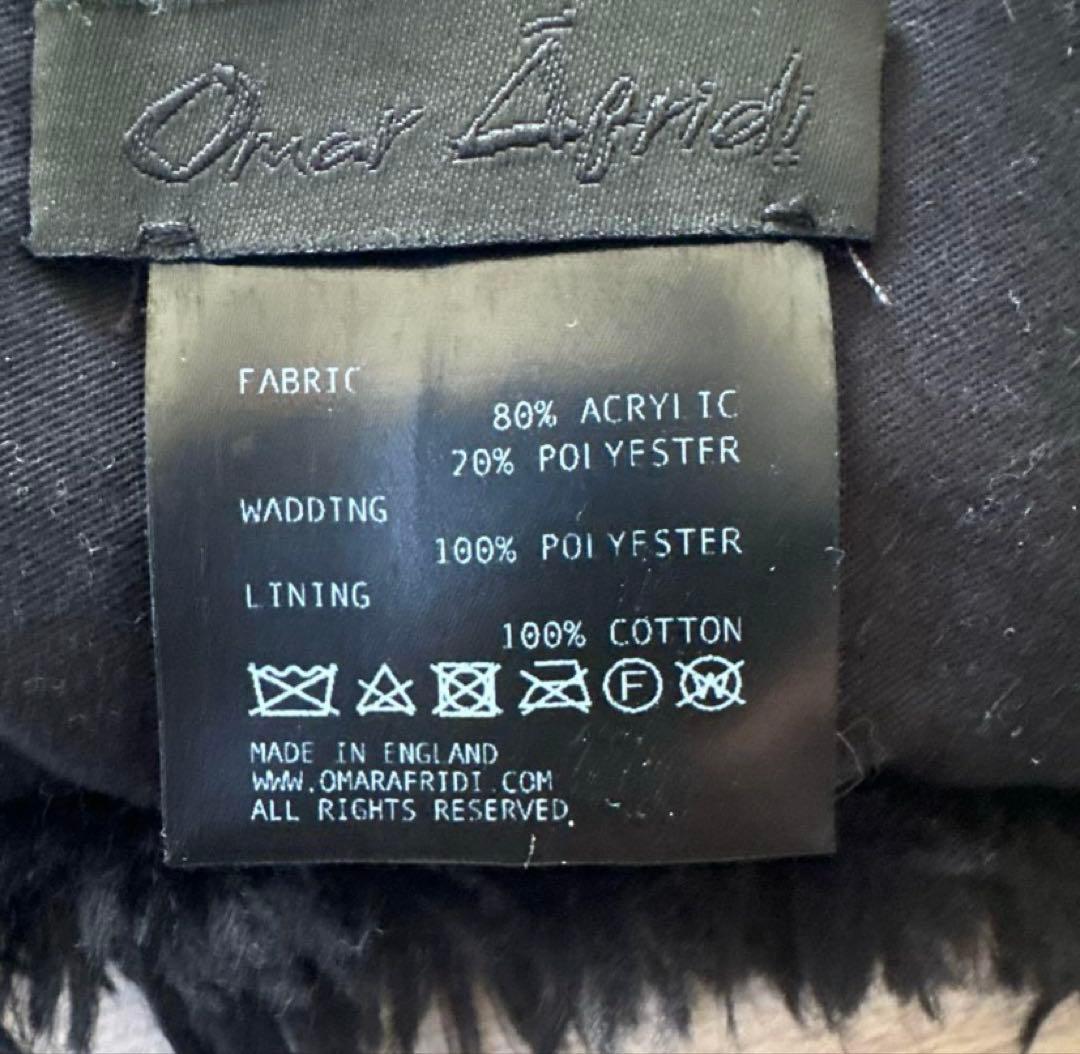 Omar Āfridi
FABRIC
80% ACRYLIC
20% POLYESTER
WADDING
100% POLYESTER
LINING
100% COTTON
F W
MADE IN ENGLAND
WWW.OMARAFRIDI.COM
ALL RIGHTS RESERVED.